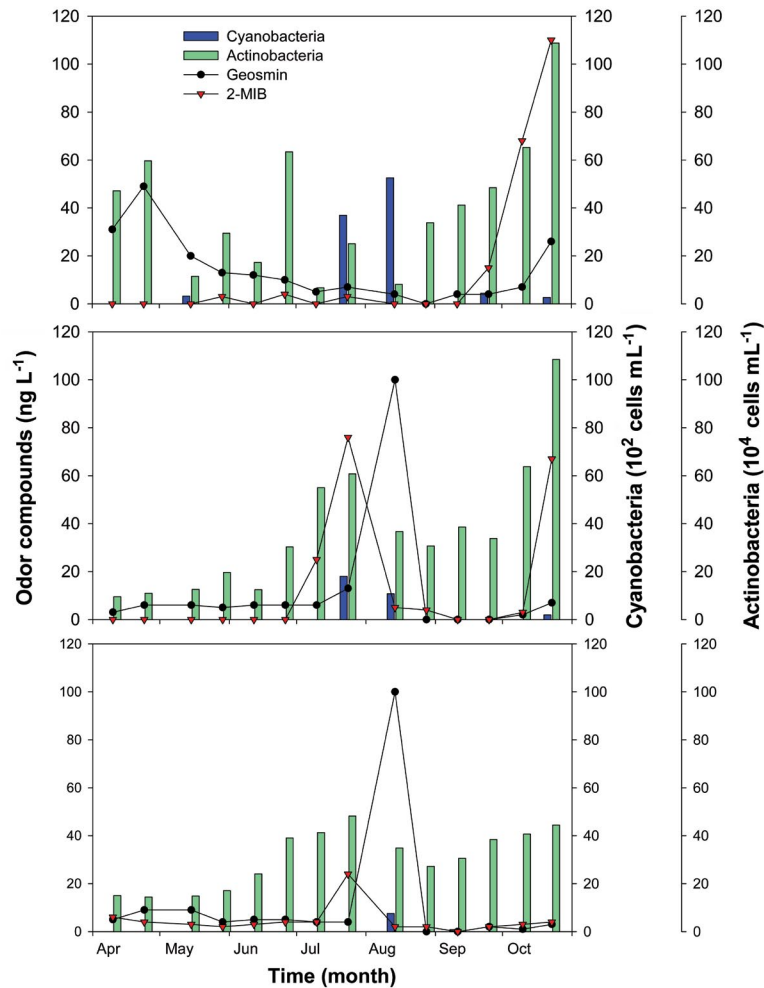 120 120 120
Cyanobacteria
Actinobacteria
Geosmin
2-MIB
100 100 100
80 80 80
60 60 60
40 40 40
20 20 20
0 0 0
120 120 120
100 100 100
80 80 80
60 60 60
40 40 40
20 20 20
0 0 0
Odor compounds (ng L⁻¹)
Cyanobacteria (10² cells mL⁻¹)
Actinobacteria (10⁴ cells mL⁻¹)
120 120 120
100 100 100
80 80 80
60 60 60
40 40 40
20 20 20
0 0 0
Apr May Jun Jul Aug Sep Oct
Time (month)